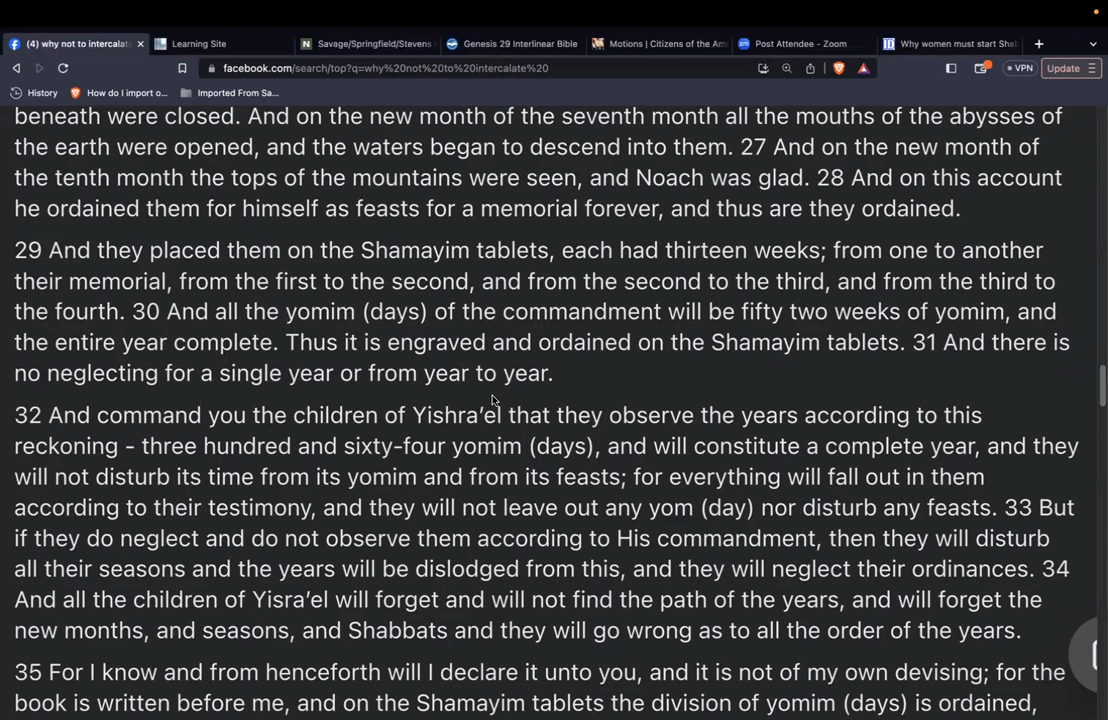 (4) why not to intercalat
Learning Site
Savage/Springfield/Stevens
Genesis 29 Interlinear Bible
Motions | Citizens of the Am
Post Attendee - Zoom
Why women must start Shab
facebook.com/search/top?q=why%20not%20to%20intercalate%20
VPN
Update
History
How do I import o...
Imported From Sa...
beneath were closed. And on the new month of the seventh month all the mouths of the abysses of
the earth were opened, and the waters began to descend into them. 27 And on the new month of
the tenth month the tops of the mountains were seen, and Noach was glad. 28 And on this account
he ordained them for himself as feasts for a memorial forever, and thus are they ordained.
29 And they placed them on the Shamayim tablets, each had thirteen weeks; from one to another
their memorial, from the first to the second, and from the second to the third, and from the third to
the fourth. 30 And all the yomim (days) of the commandment will be fifty two weeks of yomim, and
the entire year complete. Thus it is engraved and ordained on the Shamayim tablets. 31 And there is
no neglecting for a single year or from year to year.
32 And command you the children of Yishra’el that they observe the years according to this
reckoning - three hundred and sixty-four yomim (days), and will constitute a complete year, and they
will not disturb its time from its yomim and from its feasts; for everything will fall out in them
according to their testimony, and they will not leave out any yom (day) nor disturb any feasts. 33 But
if they do neglect and do not observe them according to His commandment, then they will disturb
all their seasons and the years will be dislodged from this, and they will neglect their ordinances. 34
And all the children of Yisra’el will forget and will not find the path of the years, and will forget the
new months, and seasons, and Shabbats and they will go wrong as to all the order of the years.
35 For I know and from henceforth will I declare it unto you, and it is not of my own devising; for the
book is written before me, and on the Shamayim tablets the division of yomim (days) is ordained,